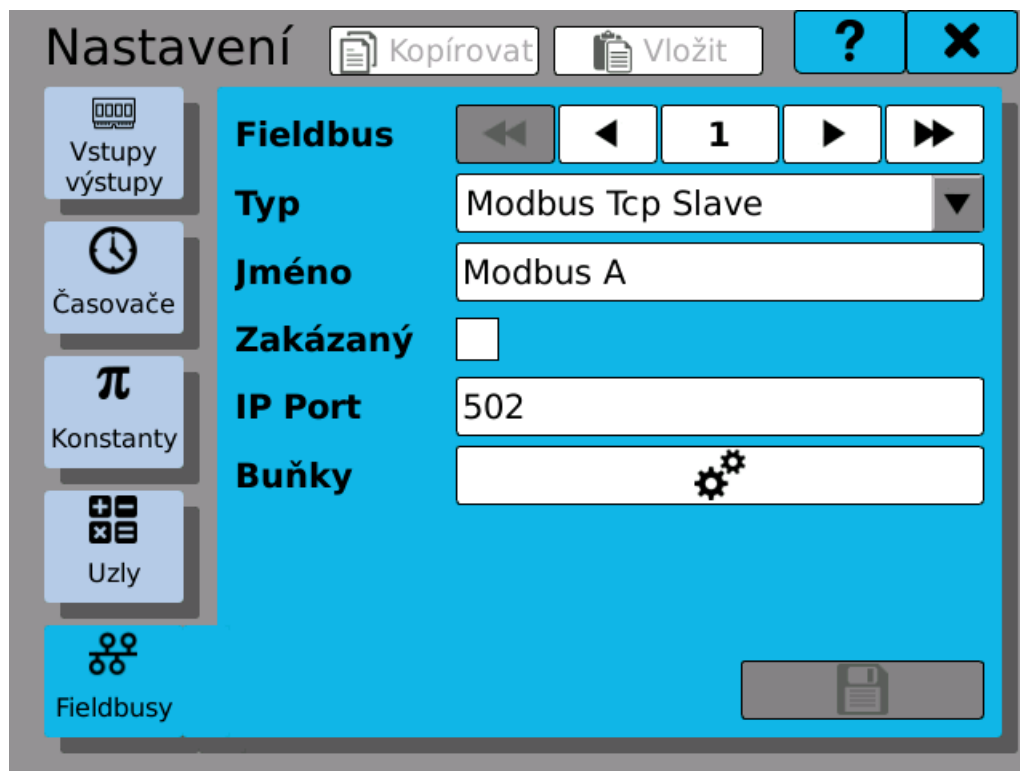 Nastavení Kopírovat Vložit ?
Vstupy
výstupy
Časovače
π
Konstanty
Uzly
Fieldbusy
Fieldbus 1
Typ Modbus Tcp Slave
Jméno Modbus A
Zakázaný
IP Port 502
Buňky